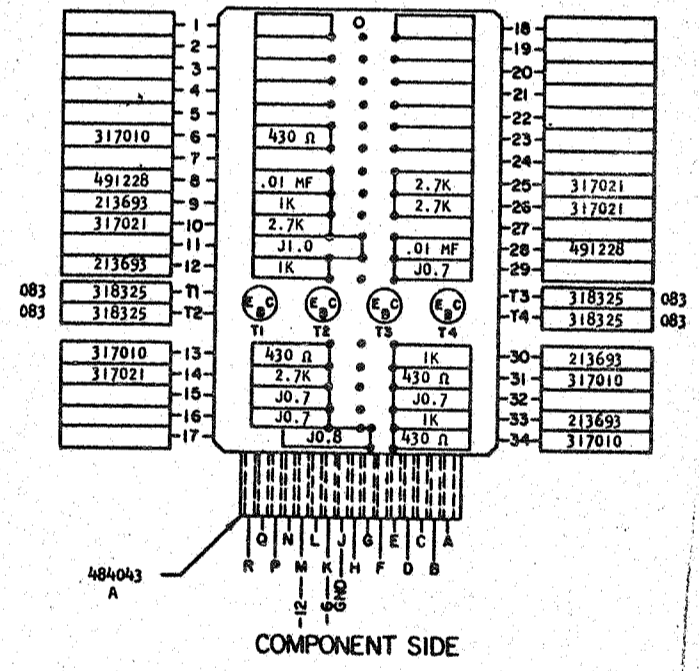 1 18
2 19
3 20
4 21
5 22
317010 6 430 Ω 23
7 24
491228 8 .01 MF 2.7K 25 317021
213693 9 1K 2.7K 26 317021
317021 10 2.7K 27
11 J1.0 .01 MF 28 491228
213693 12 1K J0.7 29
083 318325 T1 E B C E B C E B C E B C T3 318325 083
083 318325 T2 T1 T2 T3 T4 T4 318325 083
317010 13 430 Ω 1K 30 213693
317021 14 2.7K 430 Ω 31 317010
15 J0.7 J0.7 32
16 J0.7 1K 33 213693
17 J0.8 430 Ω 34 317010
Q N L J G E C A
R P M K H F D B
-12 -6 GND
484043
A
COMPONENT SIDE